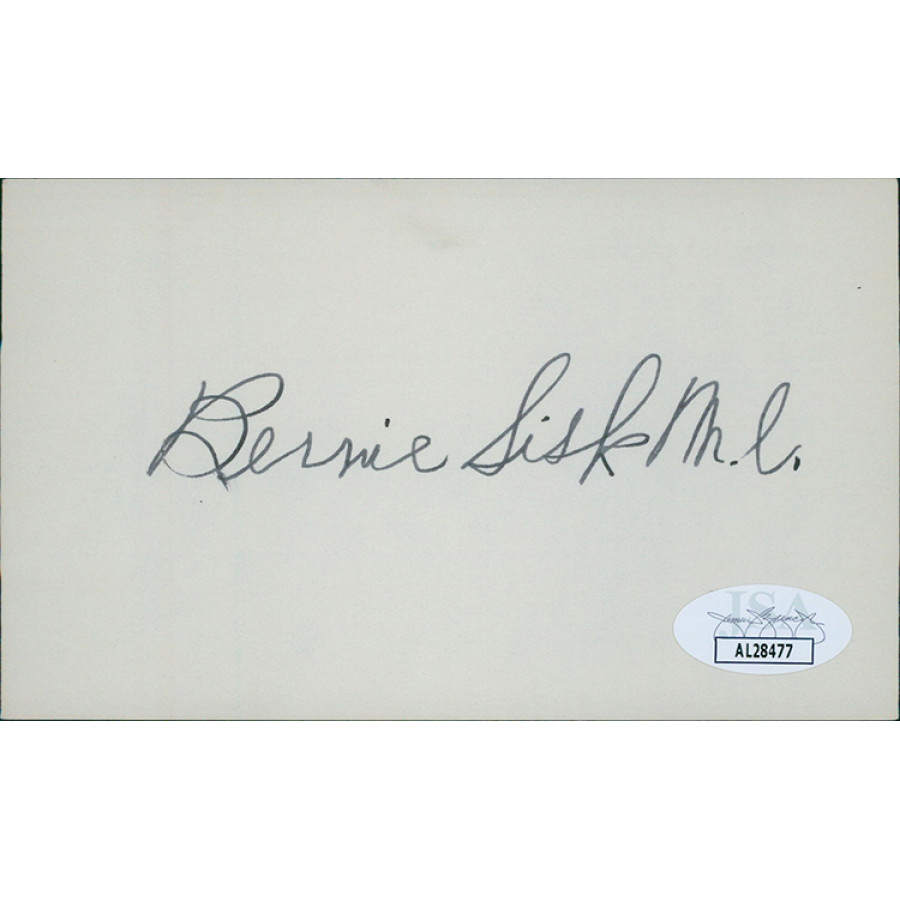 Bernie Sisk M.C.
JSA
AL28477